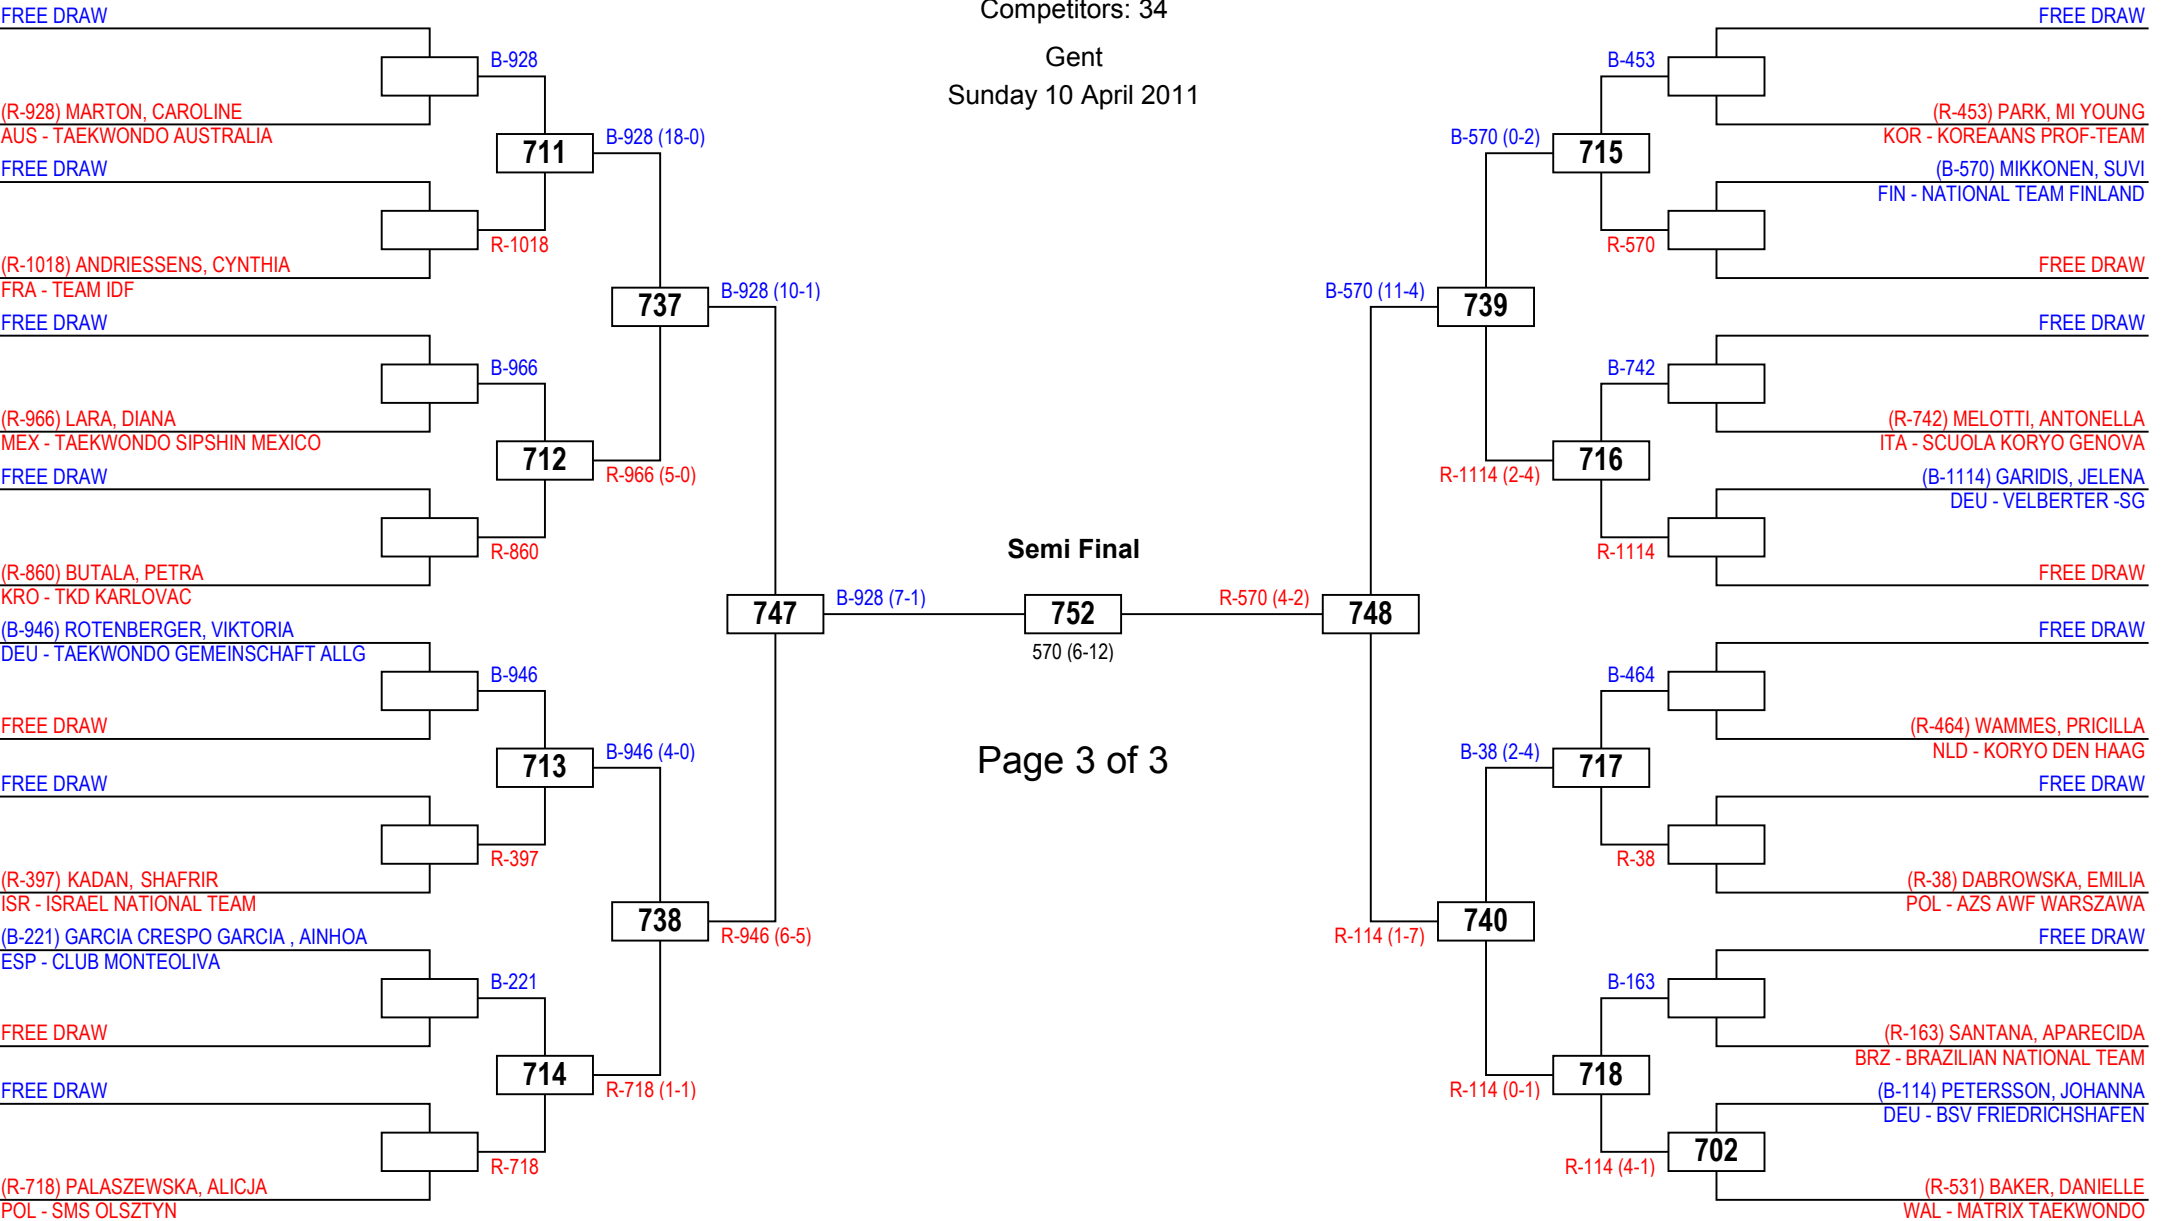 Competitors: 34
Gent
Sunday 10 April 2011
FREE DRAW
B-928
(R-928) MARTON, CAROLINE
AUS - TAEKWONDO AUSTRALIA
711
B-928 (18-0)
FREE DRAW
R-1018
(R-1018) ANDRIESSENS, CYNTHIA
FRA - TEAM IDF
737
B-928 (10-1)
FREE DRAW
B-966
(R-966) LARA, DIANA
MEX - TAEKWONDO SIPSHIN MEXICO
712
R-966 (5-0)
FREE DRAW
R-860
(R-860) BUTALA, PETRA
KRO - TKD KARLOVAC
747
B-928 (7-1)
(B-946) ROTENBERGER, VIKTORIA
DEU - TAEKWONDO GEMEINSCHAFT ALLG
B-946
FREE DRAW
713
B-946 (4-0)
FREE DRAW
R-397
(R-397) KADAN, SHAFRIR
ISR - ISRAEL NATIONAL TEAM
738
R-946 (6-5)
(B-221) GARCIA CRESPO GARCIA , AINHOA
ESP - CLUB MONTEOLIVA
B-221
FREE DRAW
714
R-718 (1-1)
FREE DRAW
R-718
(R-718) PALASZEWSKA, ALICJA
POL - SMS OLSZTYN
Semi Final
752
570 (6-12)
Page 3 of 3
FREE DRAW
B-453
(R-453) PARK, MI YOUNG
KOR - KOREAANS PROF-TEAM
B-570 (0-2)
715
(B-570) MIKKONEN, SUVI
FIN - NATIONAL TEAM FINLAND
R-570
FREE DRAW
B-570 (11-4)
739
FREE DRAW
B-742
(R-742) MELOTTI, ANTONELLA
ITA - SCUOLA KORYO GENOVA
R-1114 (2-4)
716
(B-1114) GARIDIS, JELENA
DEU - VELBERTER -SG
R-1114
FREE DRAW
R-570 (4-2)
748
FREE DRAW
B-464
(R-464) WAMMES, PRICILLA
NLD - KORYO DEN HAAG
B-38 (2-4)
717
FREE DRAW
R-38
(R-38) DABROWSKA, EMILIA
POL - AZS AWF WARSZAWA
R-114 (1-7)
740
FREE DRAW
B-163
(R-163) SANTANA, APARECIDA
BRZ - BRAZILIAN NATIONAL TEAM
R-114 (0-1)
718
(B-114) PETERSSON, JOHANNA
DEU - BSV FRIEDRICHSHAFEN
R-114 (4-1)
702
(R-531) BAKER, DANIELLE
WAL - MATRIX TAEKWONDO